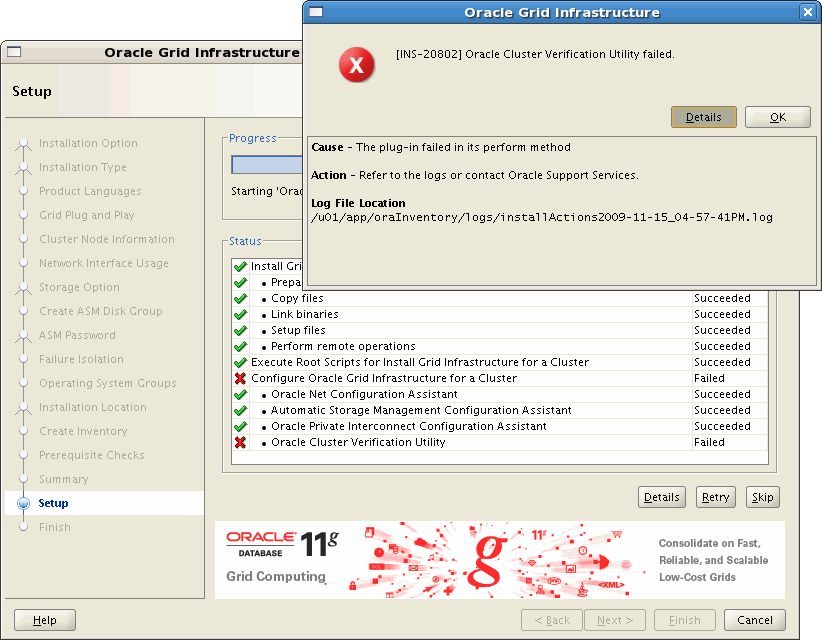 Oracle Grid Infrastructure
[INS-20802] Oracle Cluster Verification Utility failed.
Details
OK
Cause - The plug-in failed in its perform method
Action - Refer to the logs or contact Oracle Support Services.
Log File Location
/u01/app/oraInventory/logs/installActions2009-11-15_04-57-41PM.log
Oracle Grid Infrastructure
Setup
Installation Option
Installation Type
Product Languages
Grid Plug and Play
Cluster Node Information
Network Interface Usage
Storage Option
Create ASM Disk Group
ASM Password
Failure Isolation
Operating System Groups
Installation Location
Create Inventory
Prerequisite Checks
Summary
Setup
Finish
Progress
Starting 'Orac
Status
Install Gri
• Prepa
• Copy files Succeeded
• Link binaries Succeeded
• Setup files Succeeded
• Perform remote operations Succeeded
Execute Root Scripts for Install Grid Infrastructure for a Cluster Succeeded
Configure Oracle Grid Infrastructure for a Cluster Failed
• Oracle Net Configuration Assistant Succeeded
• Automatic Storage Management Configuration Assistant Succeeded
• Oracle Private Interconnect Configuration Assistant Succeeded
• Oracle Cluster Verification Utility Failed
Details
Retry
Skip
ORACLE
DATABASE
11g
Grid Computing
g
11g
<XML>
Consolidate on Fast,
Reliable, and Scalable
Low-Cost Grids
Help
< Back
Next >
Finish
Cancel